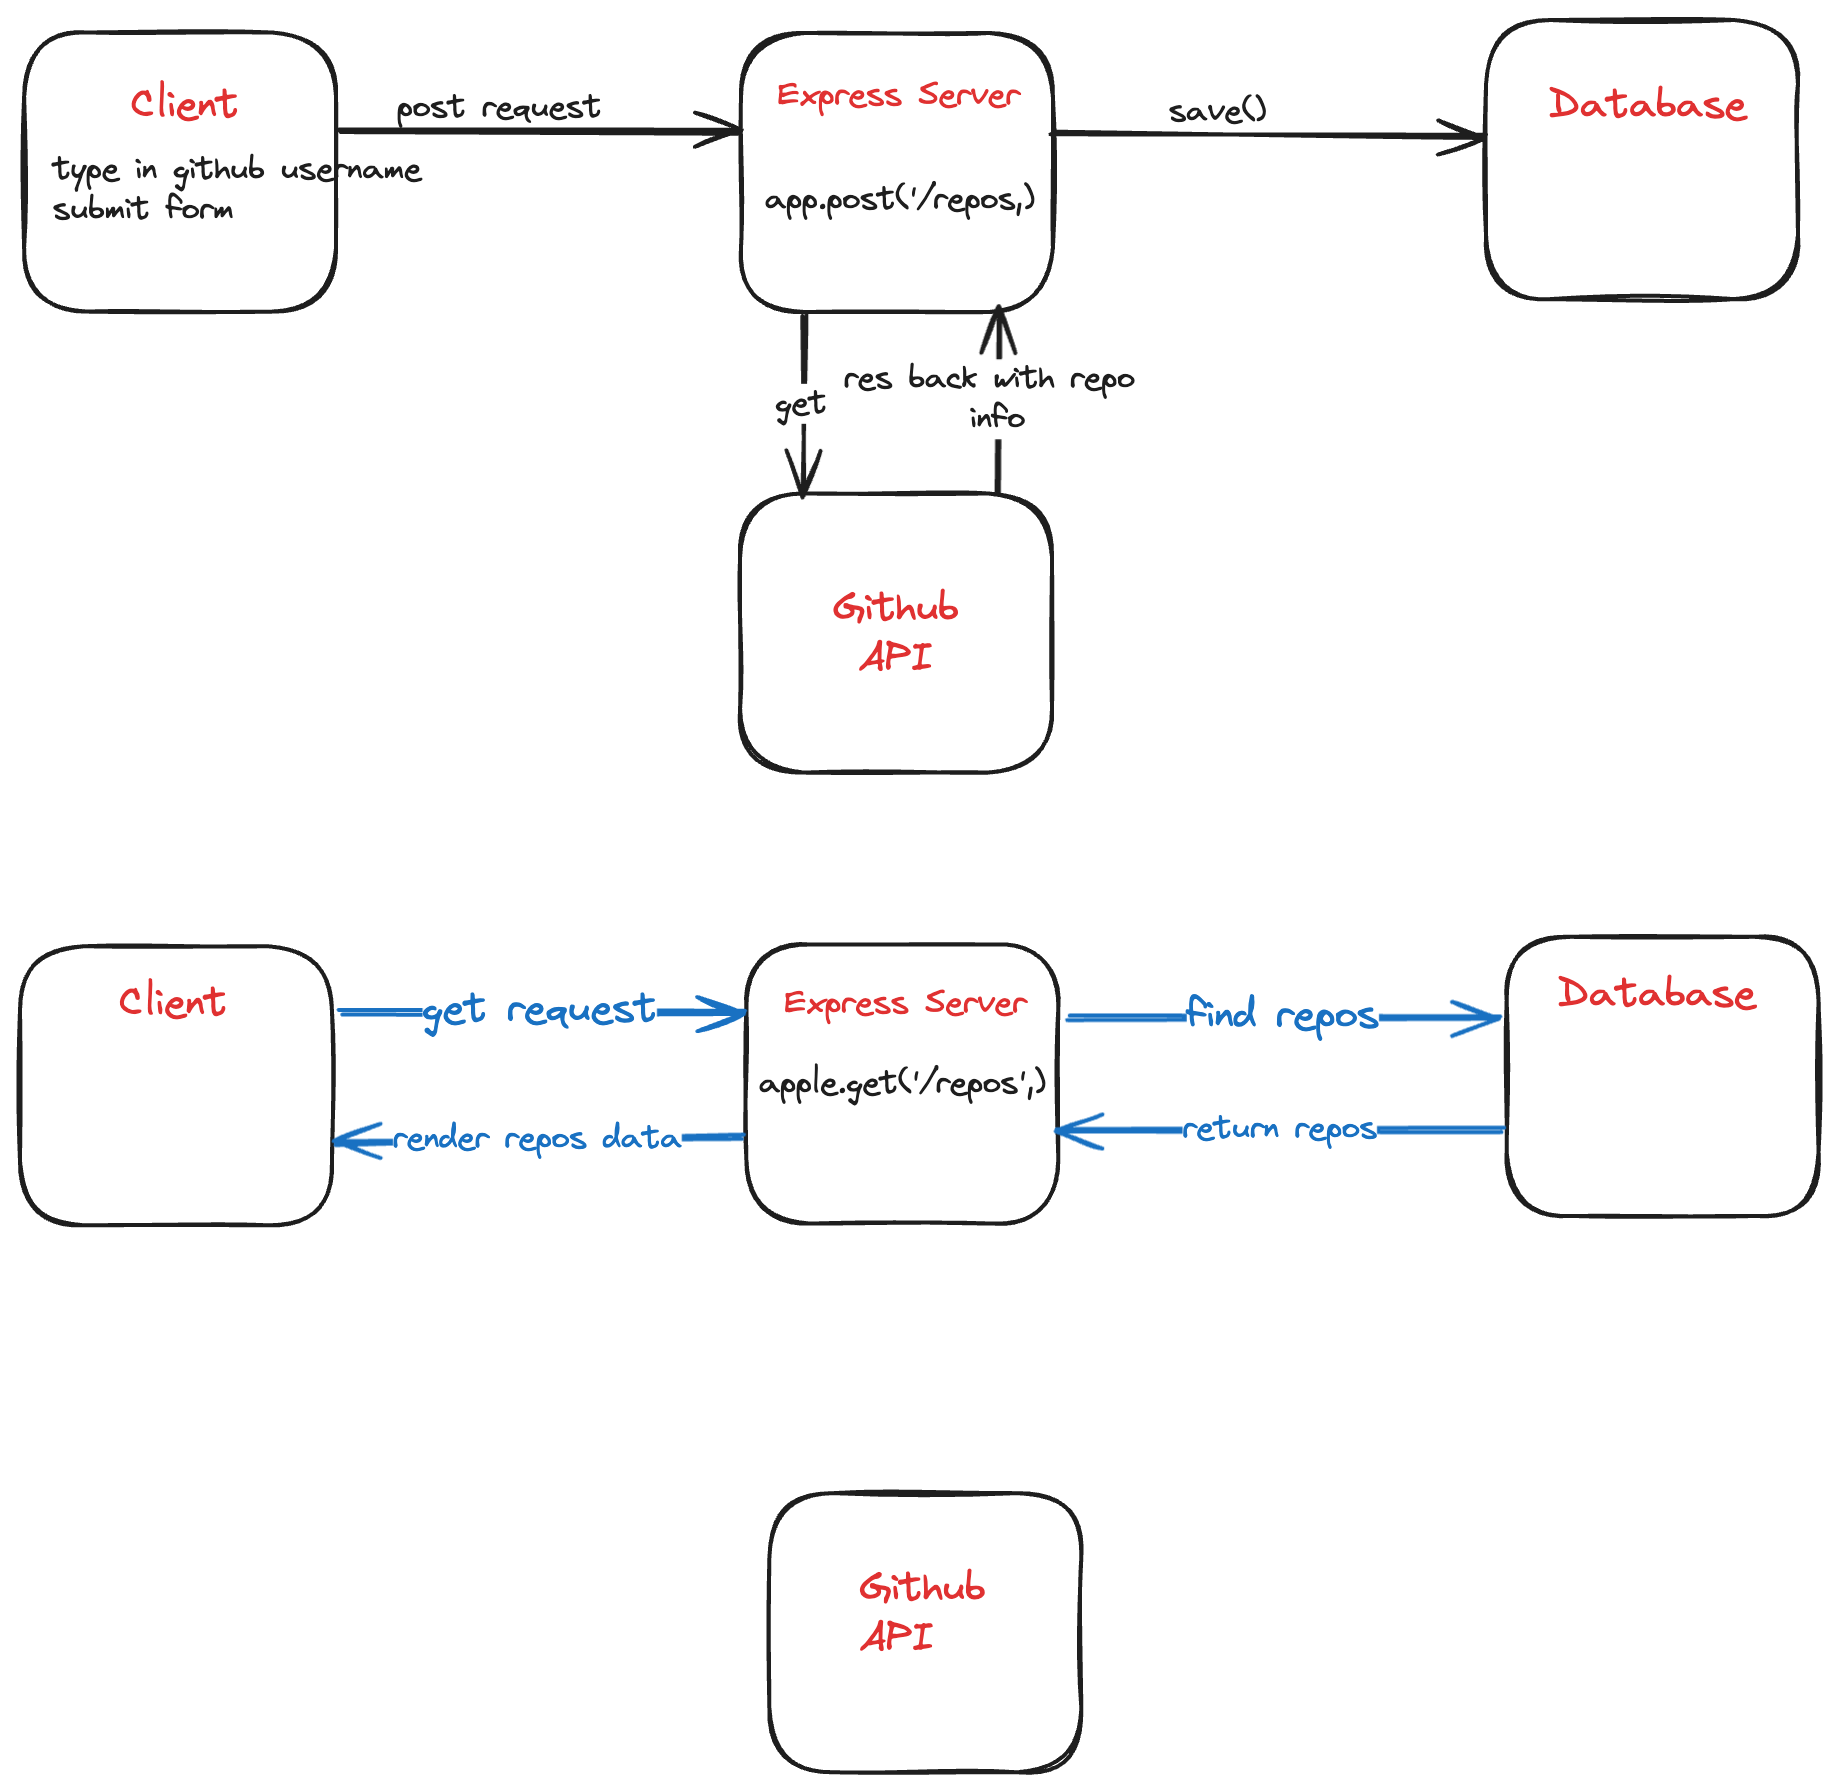 Client
type in github username
submit form
post request
Express Server
app.post('/repos,)
save()
Database
get
res back with repo
info
Github
API
Client
get request
render repos data
Express Server
apple.get('/repos',)
find repos
return repos
Database
Github
API